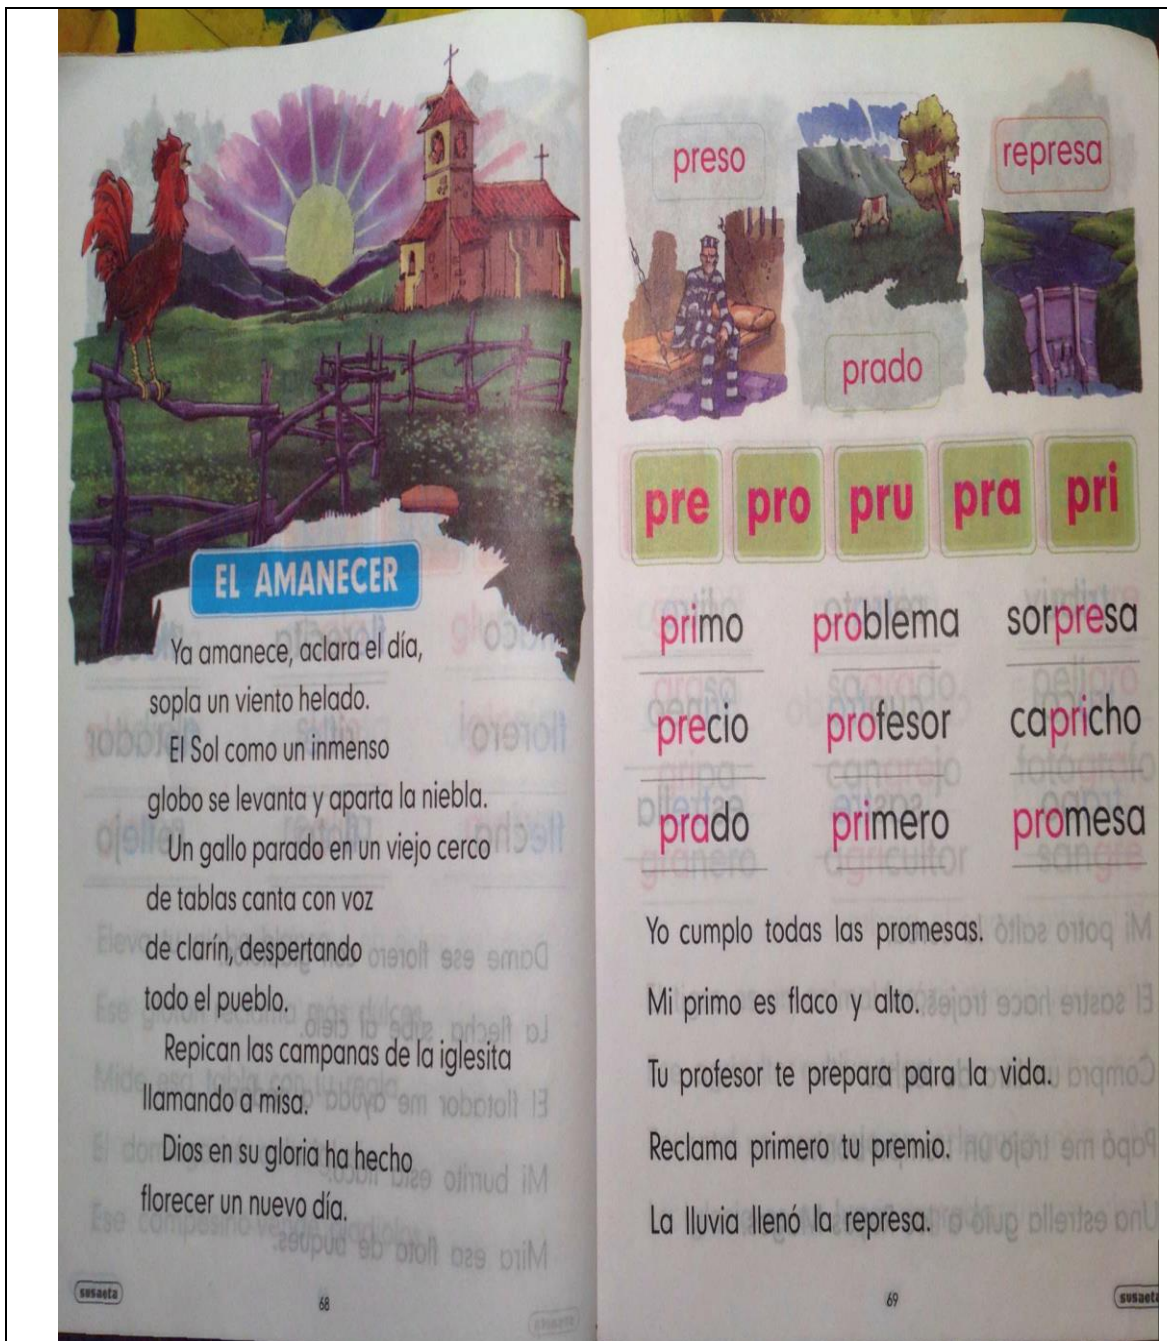 EL AMANECER
Ya amanece, aclara el día,
sopla un viento helado.
El Sol como un inmenso
globo se levanta y aparta la niebla.
Un gallo parado en un viejo cerco
de tablas canta con voz
de clarín, despertando
todo el pueblo.
Repican las campanas de la iglesita
llamando a misa.
Dios en su gloria ha hecho
florecer un nuevo día.
susaeta
68
preso
represa
prado
pre pro pru pra pri
primo problema sorpresa
precio profesor capricho
prado primero promesa
Yo cumplo todas las promesas.
Mi primo es flaco y alto.
Tu profesor te prepara para la vida.
Reclama primero tu premio.
La lluvia llenó la represa.
69
susaeta